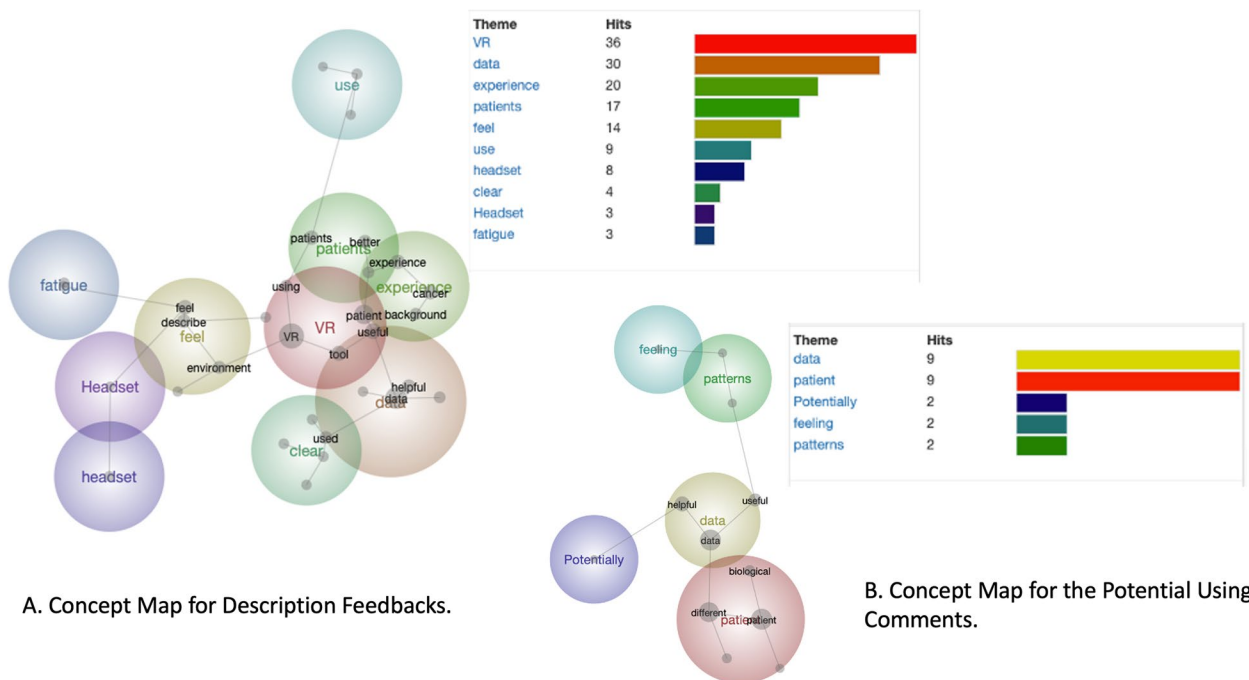 Theme Hits
VR 36
data 30
experience 20
patients 17
feel 14
use 9
headset 8
clear 4
Headset 3
fatigue 3
use
patients
better
patients
experience
fatigue
using
experience
cancer
feel
patient
background
describe
VR
useful
feel
VR
tool
environment
Headset
helpful
data
data
used
clear
headset
A. Concept Map for Description Feedbacks.
Theme Hits
data 9
patient 9
Potentially 2
feeling 2
patterns 2
feeling
patterns
helpful
useful
data
data
Potentially
biological
different
patient
patient
B. Concept Map for the Potential Using
Comments.